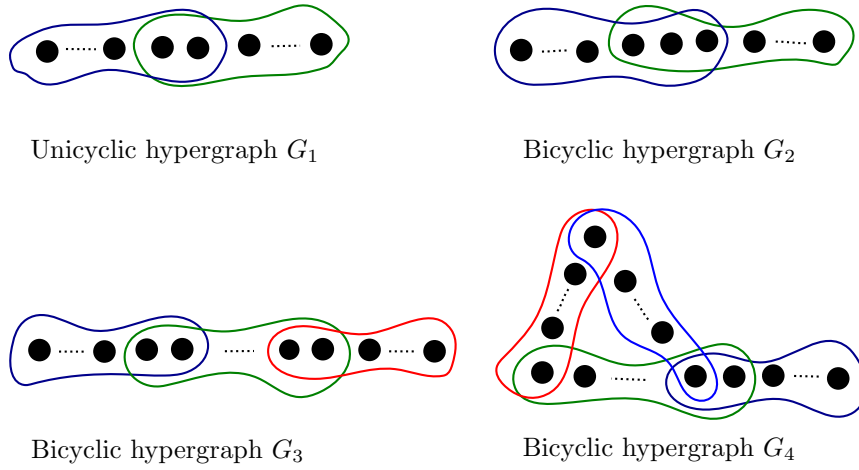 Unicyclic hypergraph G₁
Bicyclic hypergraph G₂
Bicyclic hypergraph G₃
Bicyclic hypergraph G₄